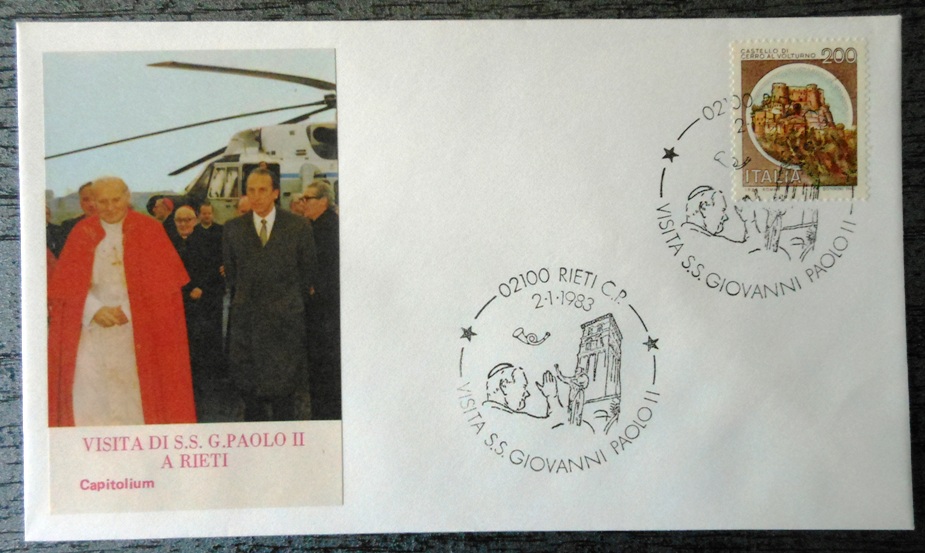 VISITA DI S.S. G.PAOLO II
A RIETI
Capitolium
02100 RIETI C.P.
2·1·1983
VISITA S.S. GIOVANNI PAOLO II
CASTELLO DI
CERRO AL VOLTURNO
200
ITALIA
02100
VISITA S.S. GIOVANNI PAOLO II